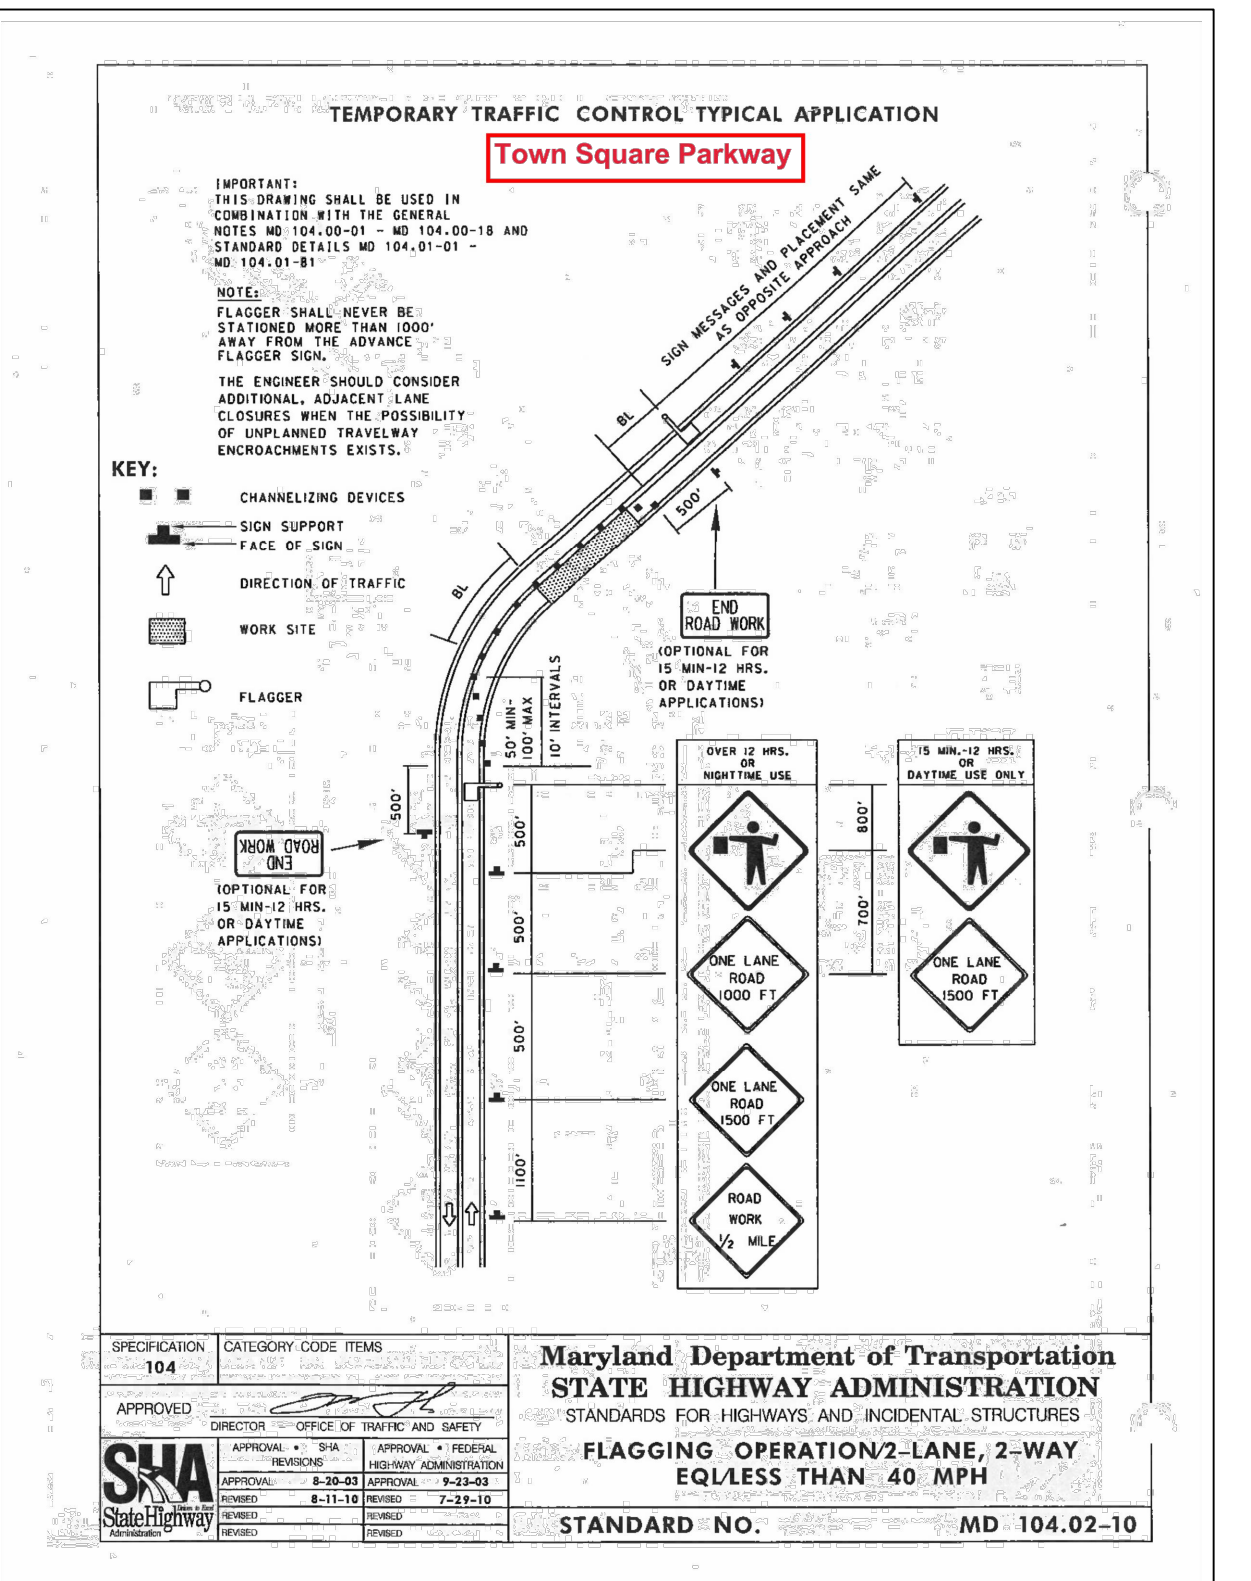 TEMPORARY TRAFFIC CONTROL TYPICAL APPLICATION
Town Square Parkway
IMPORTANT:
THIS DRAWING SHALL BE USED IN
COMBINATION WITH THE GENERAL
NOTES MD 104.00-01 - MD 104.00-18 AND
STANDARD DETAILS MD 104.01-01 -
MD 104.01-81
NOTE:
FLAGGER SHALL NEVER BE
STATIONED MORE THAN 1000'
AWAY FROM THE ADVANCE
FLAGGER SIGN.
THE ENGINEER SHOULD CONSIDER
ADDITIONAL, ADJACENT LANE
CLOSURES WHEN THE POSSIBILITY
OF UNPLANNED TRAVELWAY
ENCROACHMENTS EXISTS.
KEY:
CHANNELIZING DEVICES
SIGN SUPPORT
FACE OF SIGN
DIRECTION OF TRAFFIC
WORK SITE
FLAGGER
SIGN MESSAGES AND PLACEMENT SAME
AS OPPOSITE APPROACH
BL
500'
BL
END
ROAD WORK
(OPTIONAL FOR
15 MIN-12 HRS.
OR DAYTIME
APPLICATIONS)
50' MIN-
100' MAX
10' INTERVALS
500'
END
ROAD WORK
(OPTIONAL FOR
15 MIN-12 HRS.
OR DAYTIME
APPLICATIONS)
500'
500'
500'
1100'
OVER 12 HRS.
OR
NIGHTTIME USE
ONE LANE
ROAD
1000 FT
ONE LANE
ROAD
1500 FT
ROAD
WORK
1/2 MILE
800'
700'
15 MIN.-12 HRS.
OR
DAYTIME USE ONLY
ONE LANE
ROAD
1500 FT
SPECIFICATION
104
CATEGORY CODE ITEMS
APPROVED
DIRECTOR - OFFICE OF TRAFFIC AND SAFETY
SHA
StateHighway
Administration
APPROVAL • SHA
REVISIONS
APPROVAL • FEDERAL
HIGHWAY ADMINISTRATION
APPROVAL 8-20-03 APPROVAL 9-23-03
REVISED 8-11-10 REVISED 7-29-10
REVISED REVISED
REVISED REVISED
Maryland Department of Transportation
STATE HIGHWAY ADMINISTRATION
STANDARDS FOR HIGHWAYS AND INCIDENTAL STRUCTURES
FLAGGING OPERATION/2-LANE, 2-WAY
EQL/LESS THAN 40 MPH
STANDARD NO. MD 104.02-10